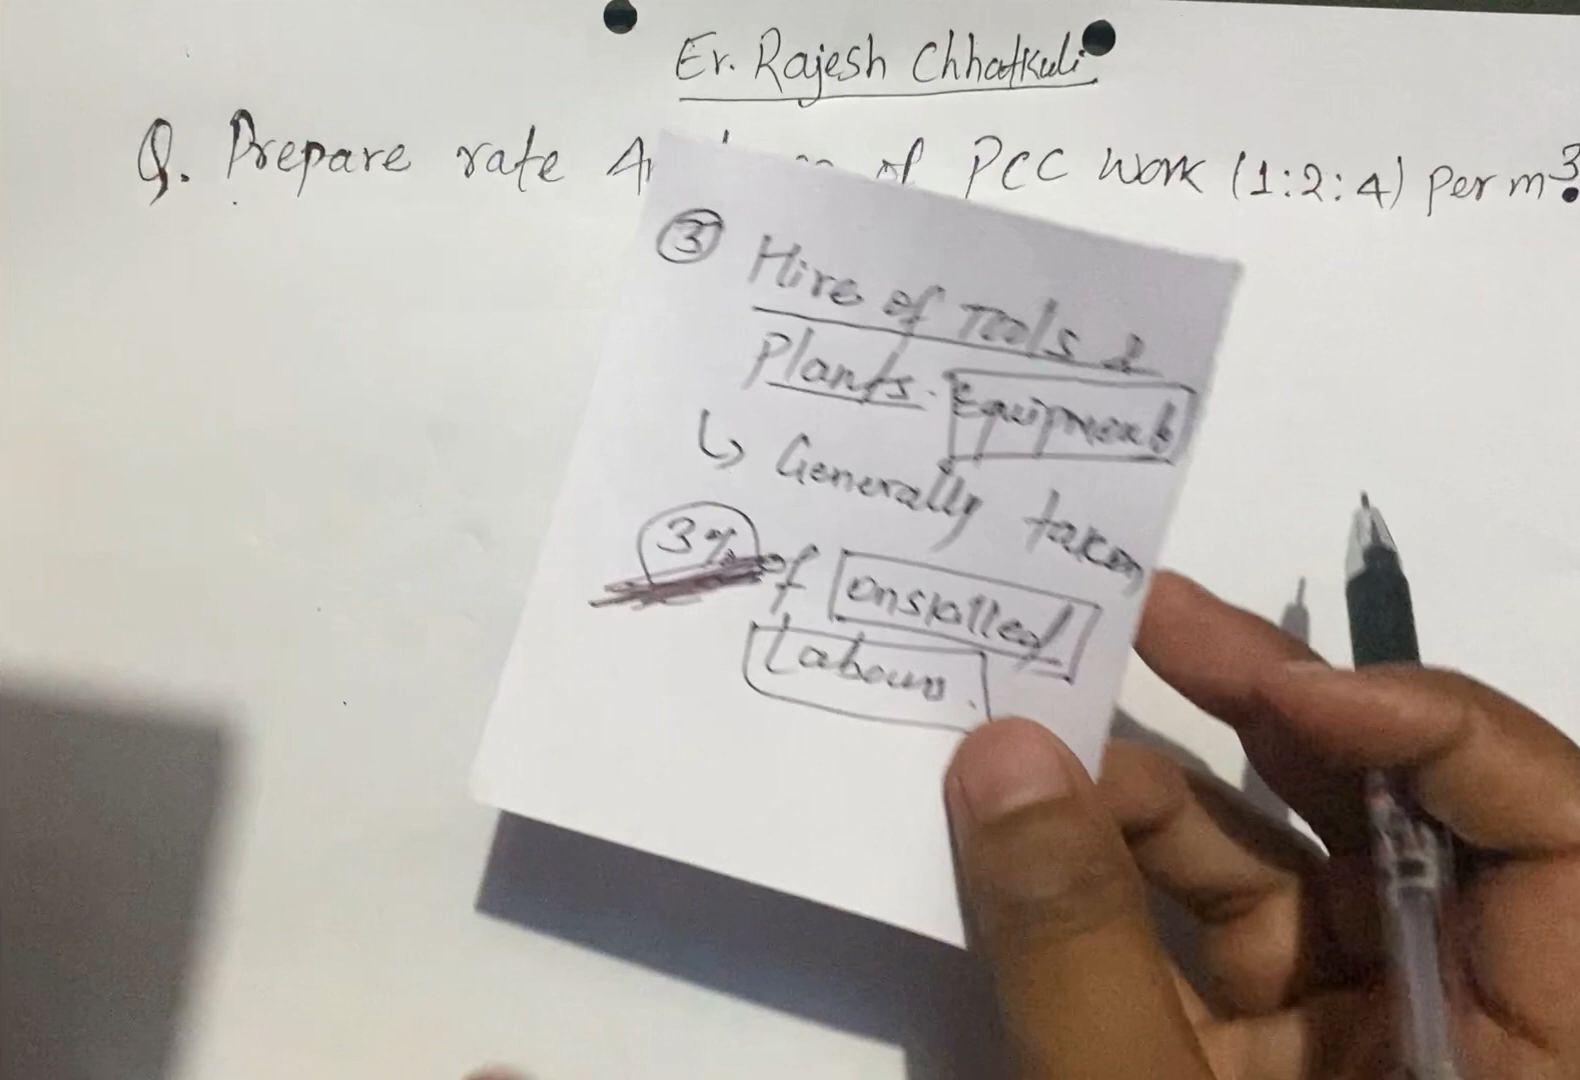 Er. Rajesh Chhatkuli
Q. Prepare rate of PCC work (1:2:4) per m³.
③ Hire of Tools &
Plants. Equipment
↳ Generally taken
3% of unskilled
Labour.